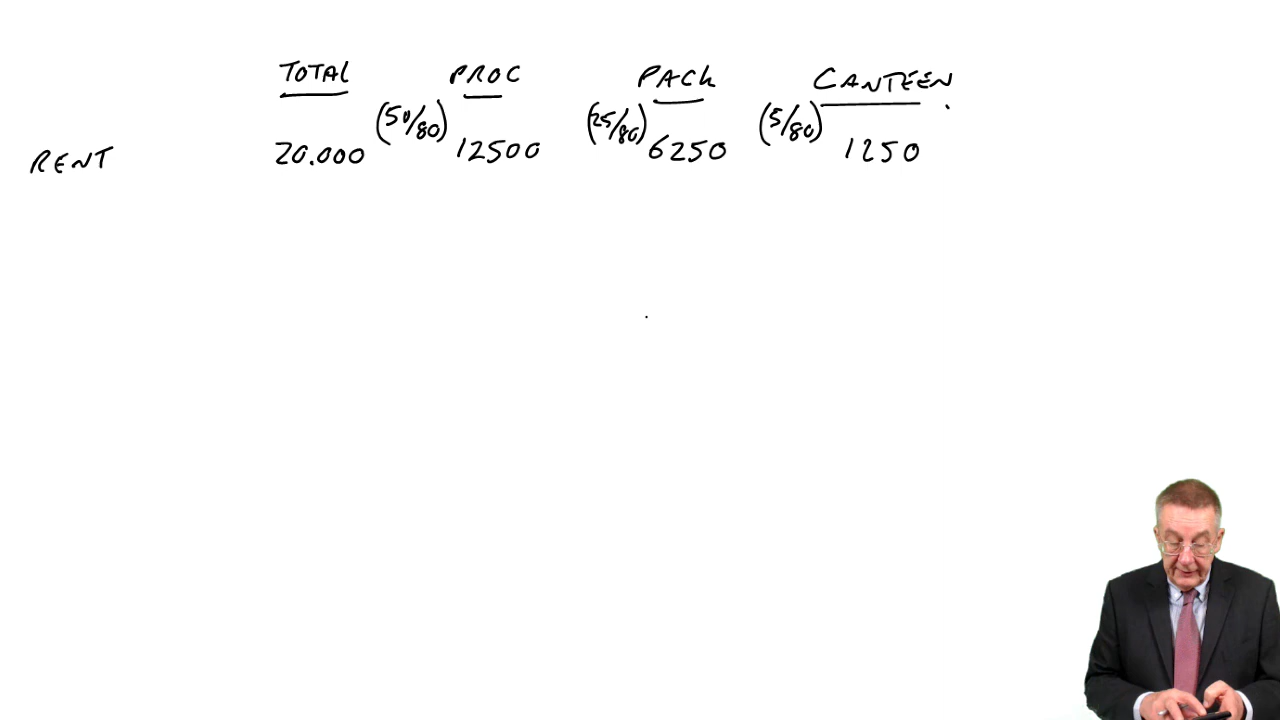 TOTAL PROC PACK CANTEEN
(50/80) (25/80) (5/80)
RENT 20.000 12500 6250 1250